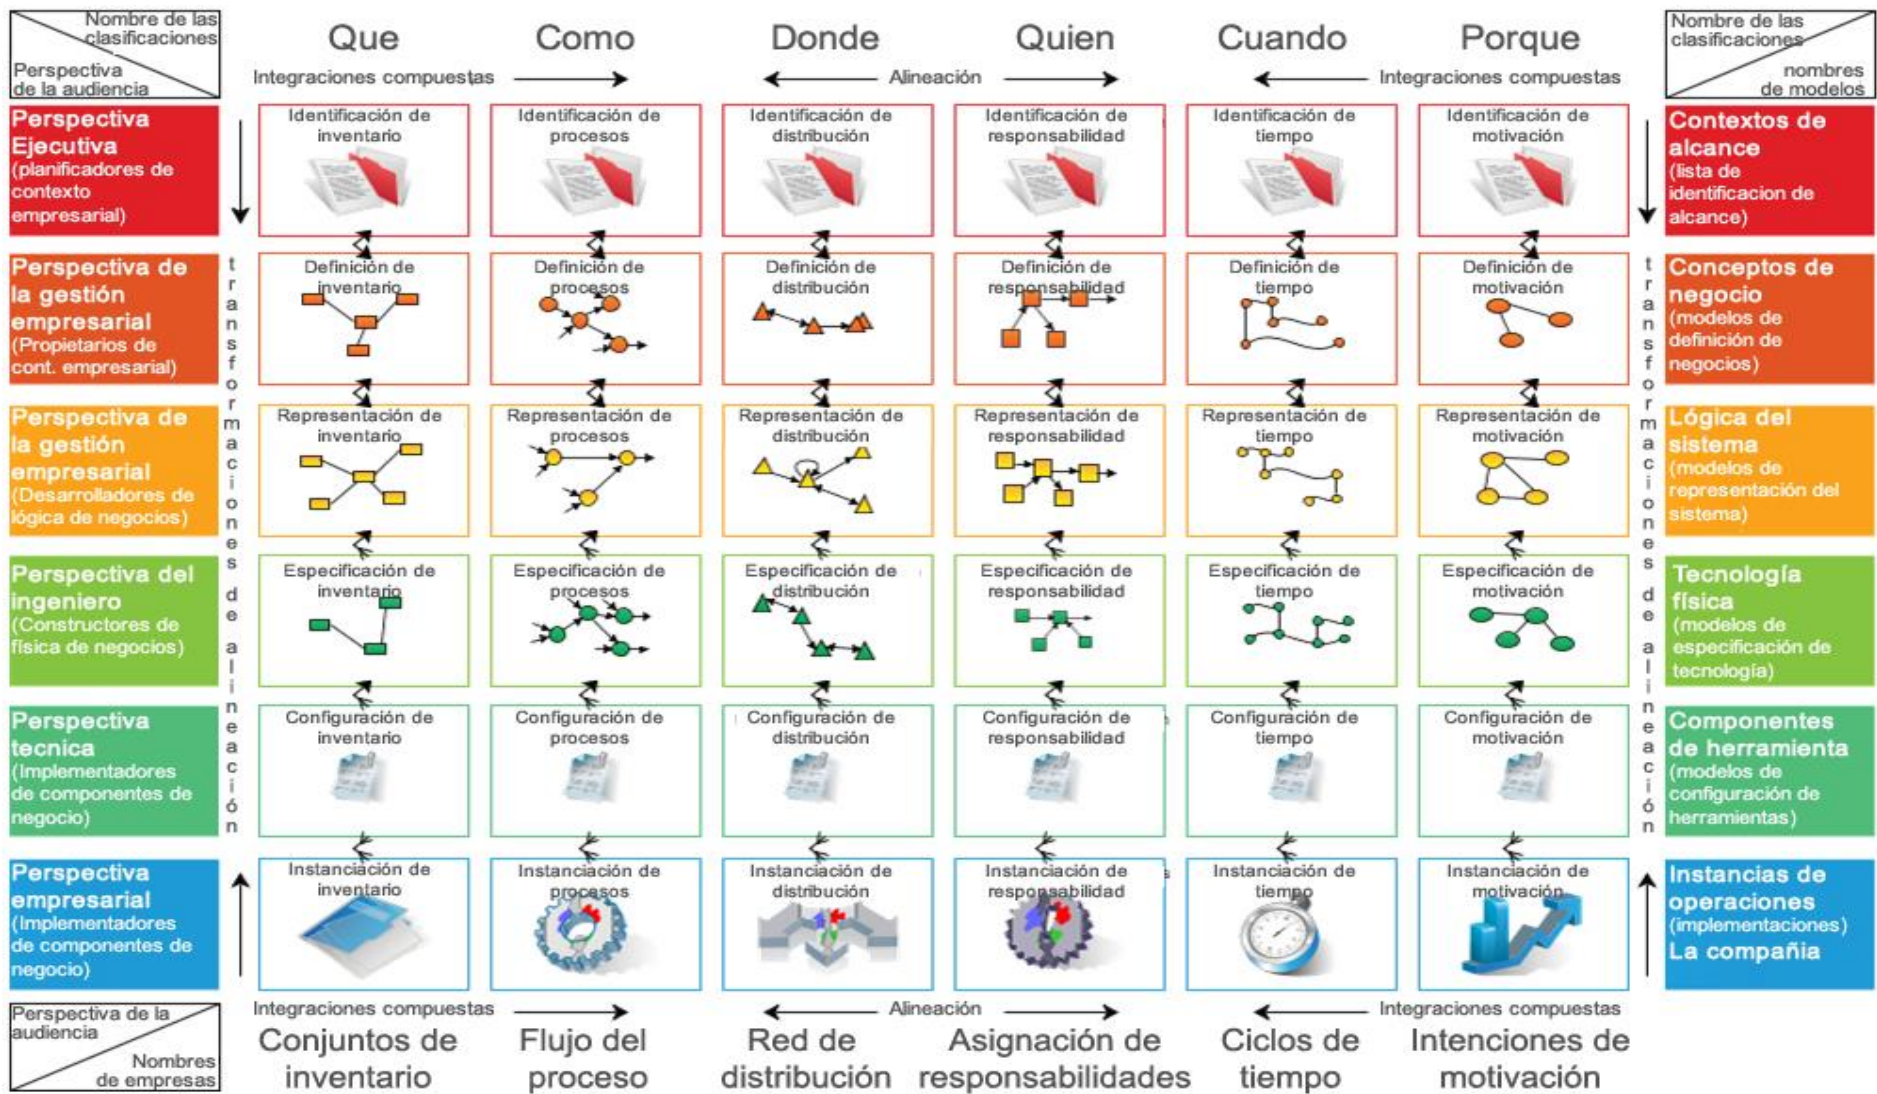 Nombre de las
clasificaciones
Perspectiva
de la audiencia
Que
Como
Donde
Quien
Cuando
Porque
Nombre de las
clasificaciones
nombres
de modelos
Integraciones compuestas
Alineación
Integraciones compuestas
Perspectiva
Ejecutiva
(planificadores de
contexto
empresarial)
Identificación de
inventario
Identificación de
procesos
Identificación de
distribución
Identificación de
responsabilidad
Identificación de
tiempo
Identificación de
motivación
Contextos de
alcance
(lista de
identificacion de
alcance)
transformaciones de alineación
Perspectiva de
la gestión
empresarial
(Propietarios de
cont. empresarial)
Definición de
inventario
Definición de
procesos
Definición de
distribución
Definición de
responsabilidad
Definición de
tiempo
Definición de
motivación
transformaciones de alineación
Conceptos de
negocio
(modelos de
definición de
negocios)
Perspectiva de
la gestión
empresarial
(Desarrolladores de
lógica de negocios)
Representación de
inventario
Representación de
procesos
Representación de
distribución
Representación de
responsabilidad
Representación de
tiempo
Representación de
motivación
Lógica del
sistema
(modelos de
representación del
sistema)
Perspectiva del
ingeniero
(Constructores de
física de negocios)
Especificación de
inventario
Especificación de
procesos
Especificación de
distribución
Especificación de
responsabilidad
Especificación de
tiempo
Especificación de
motivación
Tecnología
física
(modelos de
especificación de
tecnología)
Perspectiva
tecnica
(Implementadores
de componentes de
negocio)
Configuración de
inventario
Configuración de
procesos
Configuración de
distribución
Configuración de
responsabilidad
Configuración de
tiempo
Configuración de
motivación
Componentes
de herramienta
(modelos de
configuración de
herramientas)
Perspectiva
empresarial
(Implementadores
de componentes de
negocio)
Instanciación de
inventario
Instanciación de
procesos
Instanciación de
distribución
Instanciación de
responsabilidad
Instanciación de
tiempo
Instanciación de
motivación
Instancias de
operaciones
(implementaciones)
La compañia
Perspectiva de la
audiencia
Nombres
de empresas
Integraciones compuestas
Alineación
Integraciones compuestas
Conjuntos de
inventario
Flujo del
proceso
Red de
distribución
Asignación de
responsabilidades
Ciclos de
tiempo
Intenciones de
motivación